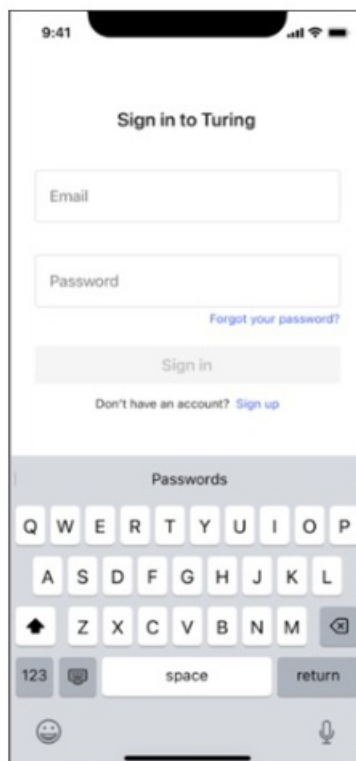 9:41
Sign in to Turing
Email
Password
Forgot your password?
Sign in
Don't have an account? Sign up
Passwords
Q W E R T Y U I O P
A S D F G H J K L
Z X C V B N M
123 space return